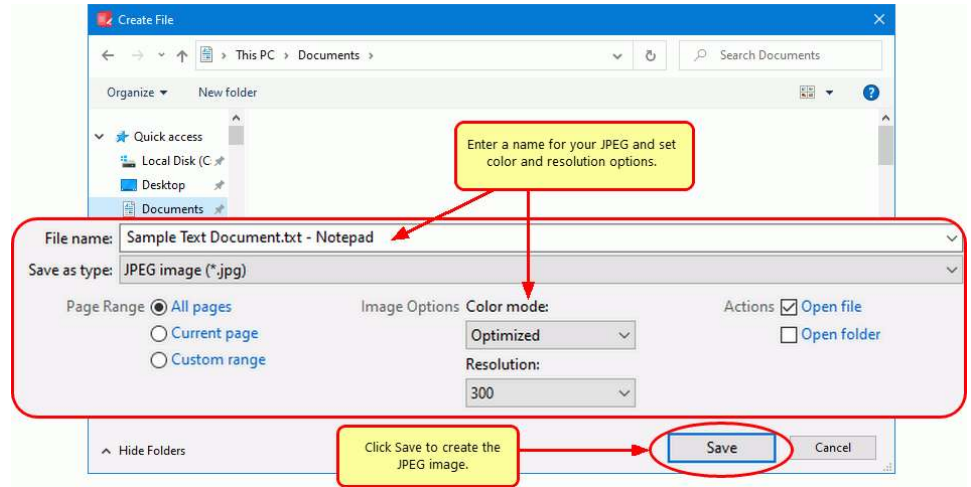 Create File
This PC > Documents >
Search Documents
Organize
New folder
Quick access
Local Disk (C
Desktop
Documents
Enter a name for your JPEG and set
color and resolution options.
File name: Sample Text Document.txt - Notepad
Save as type: JPEG image (*.jpg)
Page Range All pages
Current page
Custom range
Image Options Color mode:
Optimized
Resolution:
300
Actions Open file
Open folder
Hide Folders
Click Save to create the
JPEG image.
Save
Cancel